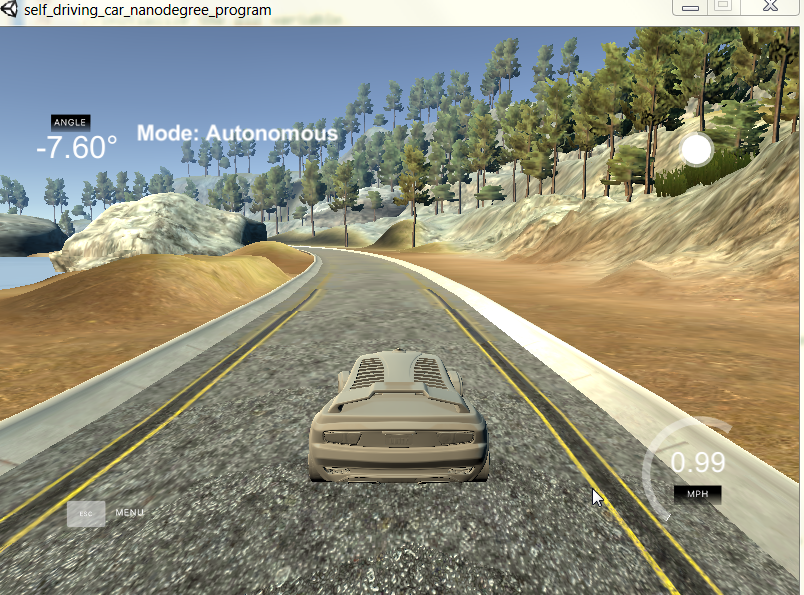 self_driving_car_nanodegree_program
ANGLE
-7.60°
Mode: Autonomous
0.99
MPH
ESC
MENU